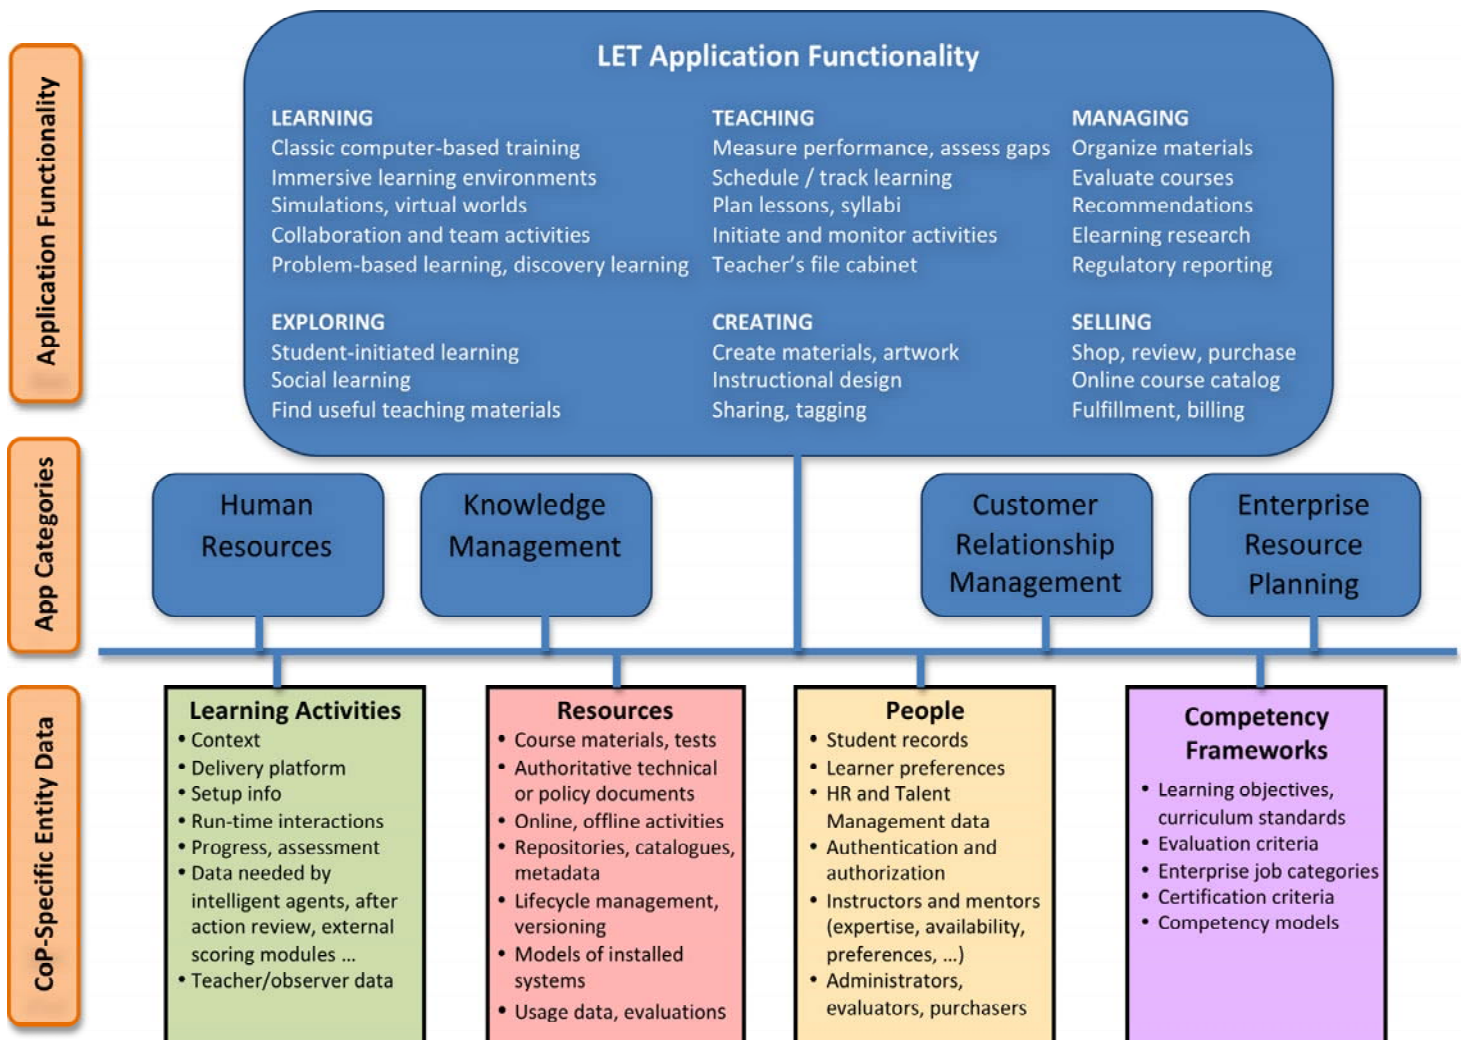 Application Functionality
LET Application Functionality
LEARNING
Classic computer-based training
Immersive learning environments
Simulations, virtual worlds
Collaboration and team activities
Problem-based learning, discovery learning
TEACHING
Measure performance, assess gaps
Schedule / track learning
Plan lessons, syllabi
Initiate and monitor activities
Teacher's file cabinet
MANAGING
Organize materials
Evaluate courses
Recommendations
Elearning research
Regulatory reporting
EXPLORING
Student-initiated learning
Social learning
Find useful teaching materials
CREATING
Create materials, artwork
Instructional design
Sharing, tagging
SELLING
Shop, review, purchase
Online course catalog
Fulfillment, billing
App Categories
Human
Resources
Knowledge
Management
Customer
Relationship
Management
Enterprise
Resource
Planning
CoP-Specific Entity Data
Learning Activities
• Context
• Delivery platform
• Setup info
• Run-time interactions
• Progress, assessment
• Data needed by
intelligent agents, after
action review, external
scoring modules ...
• Teacher/observer data
Resources
• Course materials, tests
• Authoritative technical
or policy documents
• Online, offline activities
• Repositories, catalogues,
metadata
• Lifecycle management,
versioning
• Models of installed
systems
• Usage data, evaluations
People
• Student records
• Learner preferences
• HR and Talent
Management data
• Authentication and
authorization
• Instructors and mentors
(expertise, availability,
preferences, ...)
• Administrators,
evaluators, purchasers
Competency
Frameworks
• Learning objectives,
curriculum standards
• Evaluation criteria
• Enterprise job categories
• Certification criteria
• Competency models